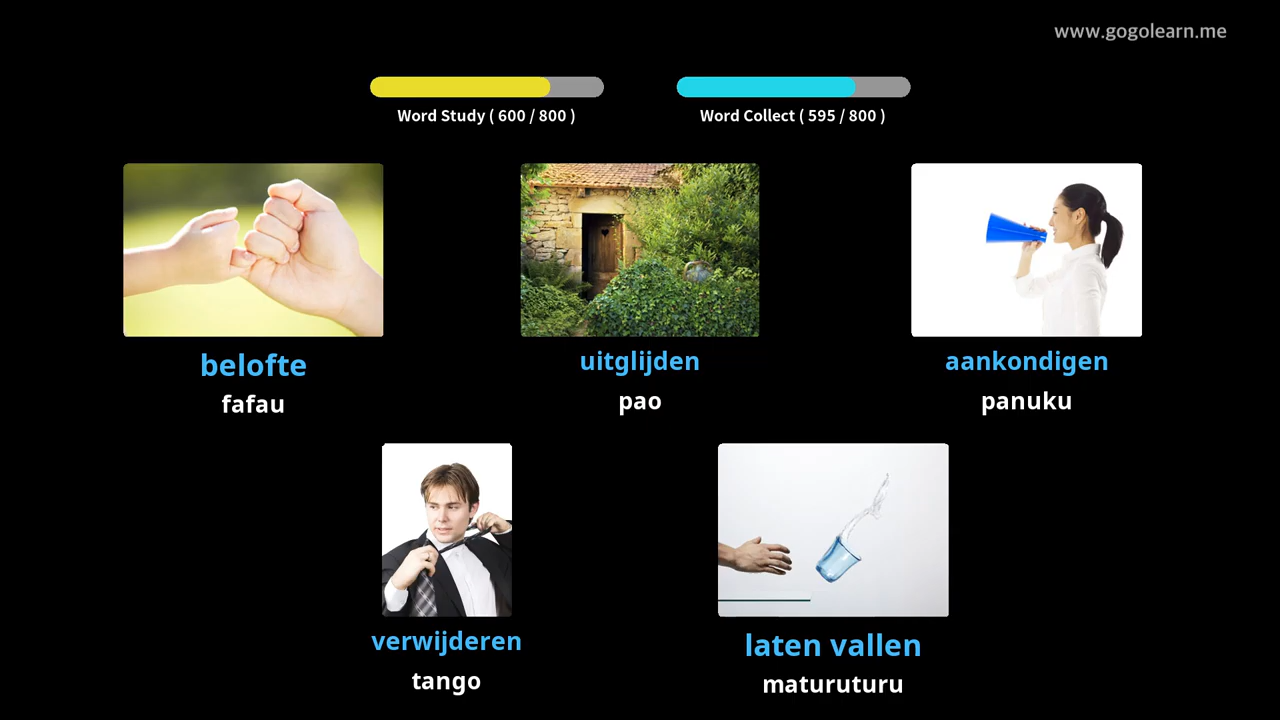 www.gogolearn.me
Word Study ( 600 / 800 )
Word Collect ( 595 / 800 )
belofte
fafau
uitglijden
pao
aankondigen
panuku
verwijderen
tango
laten vallen
maturuturu